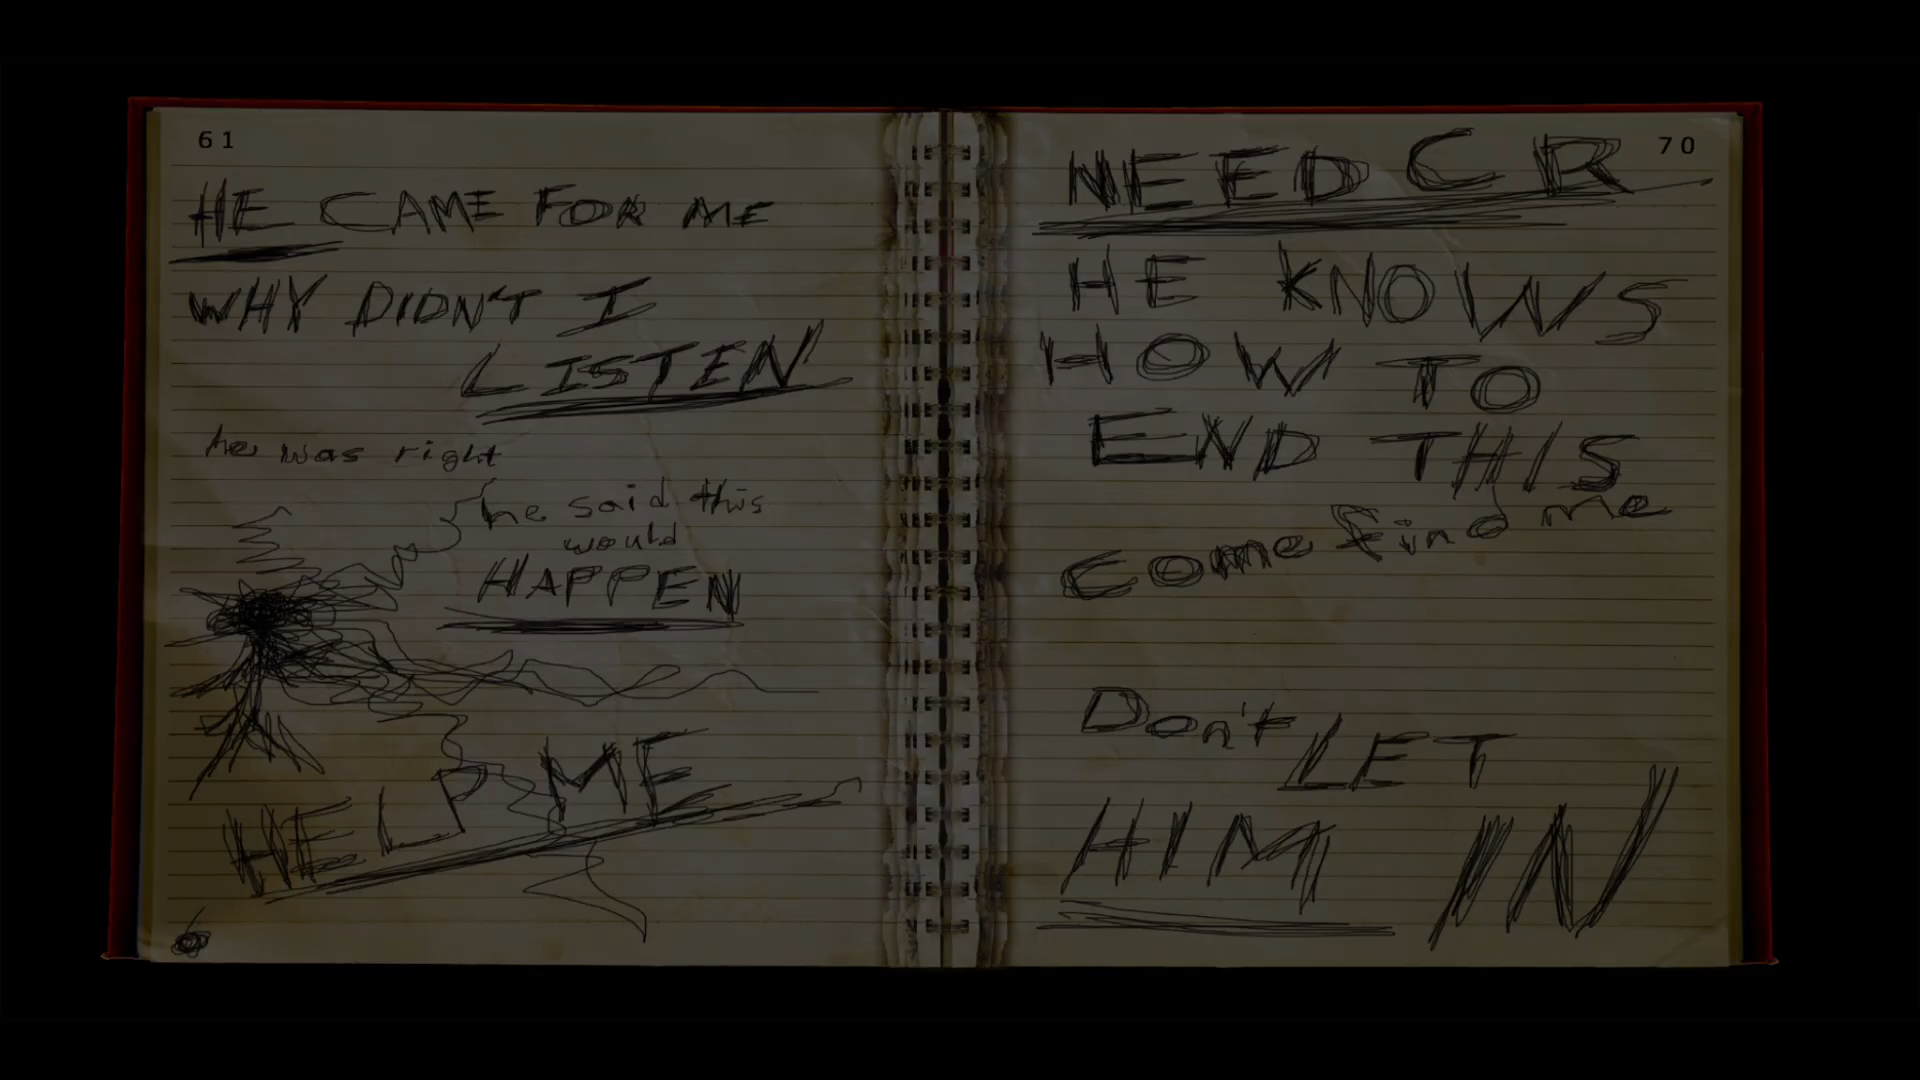 61
HE CAME FOR ME
WHY DIDN'T I
LISTEN
he was right
he said this
would
HAPPEN
HELP ME
70
NEED CR
HE KNOWS
HOW TO
END THIS
come find me
Don't LET
HIM IN